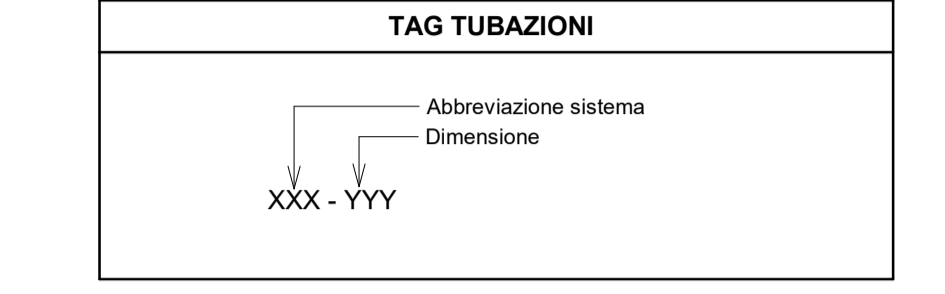 TAG TUBAZIONI
Abbreviazione sistema
Dimensione
XXX - YYY